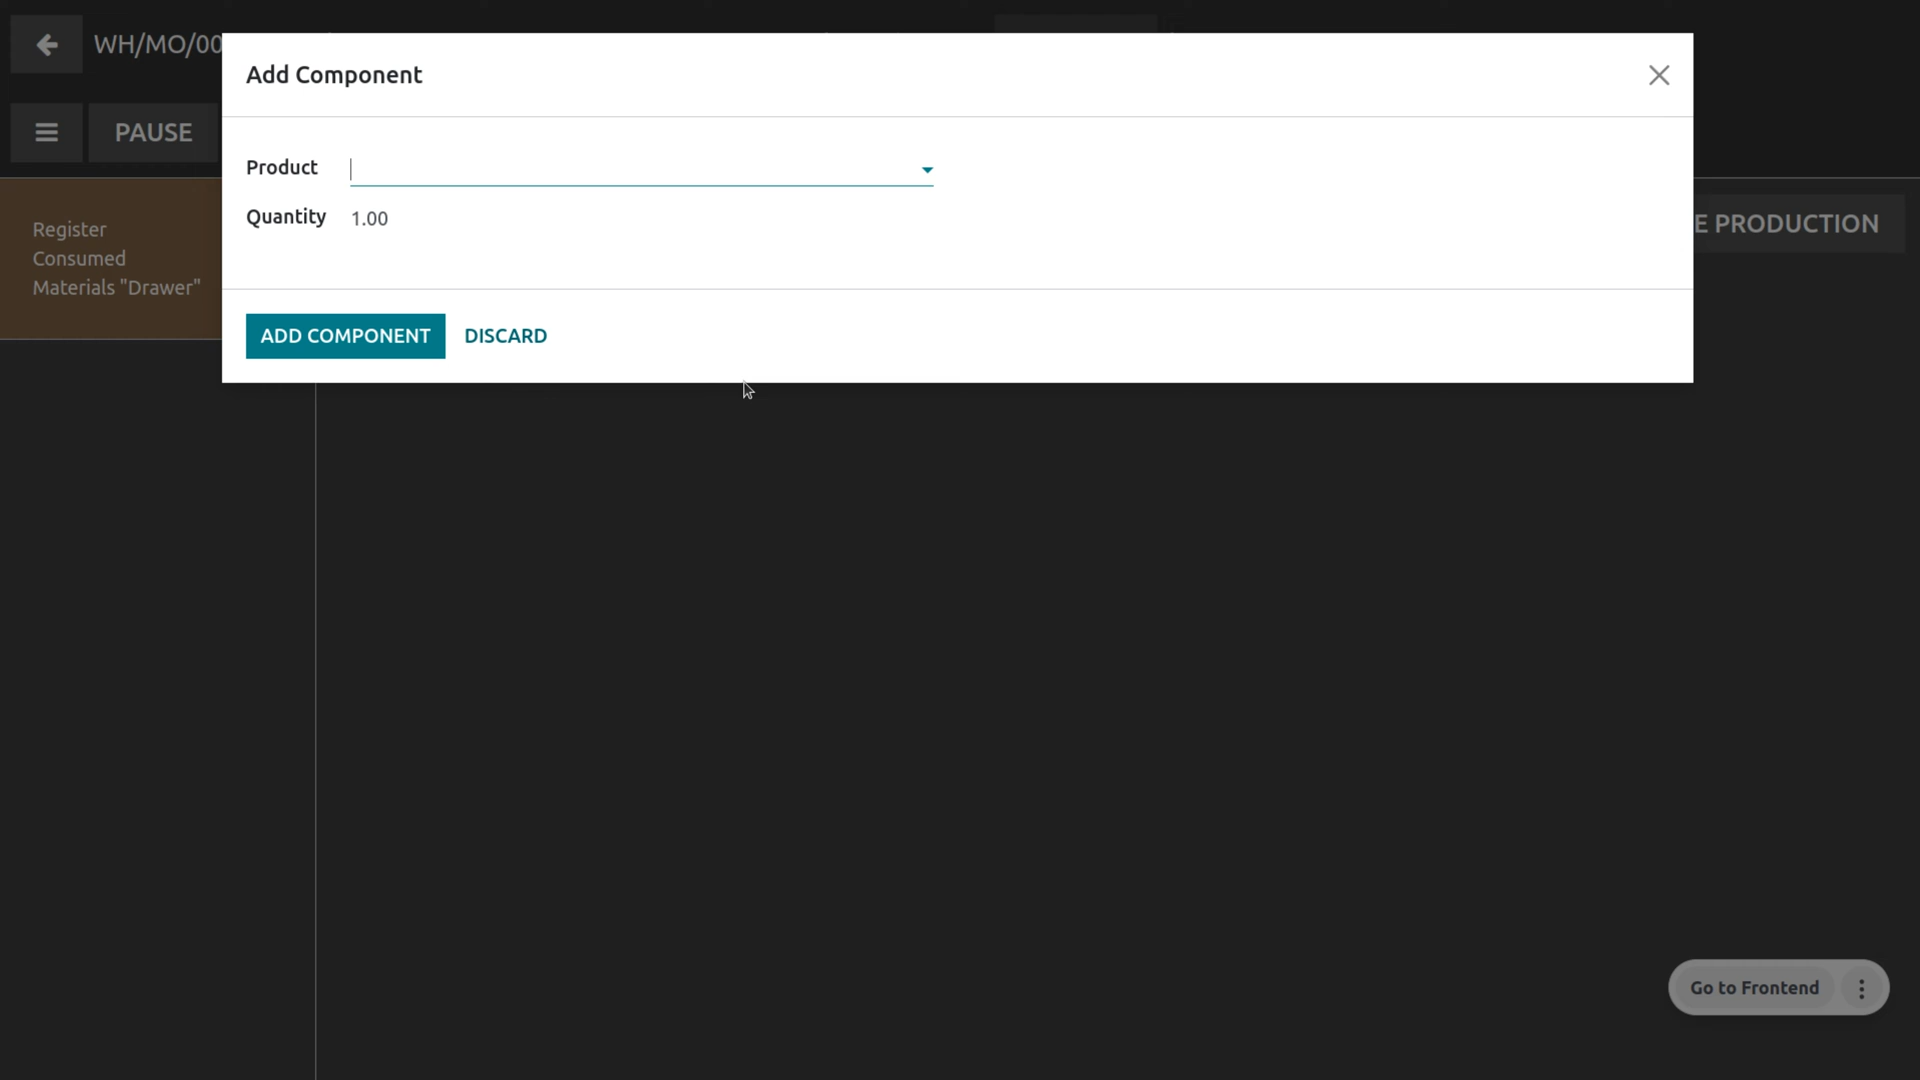 WH/MO/00
Add Component
PAUSE
Product
Quantity 1.00
Register
Consumed
Materials "Drawer"
E PRODUCTION
ADD COMPONENT DISCARD
Go to Frontend